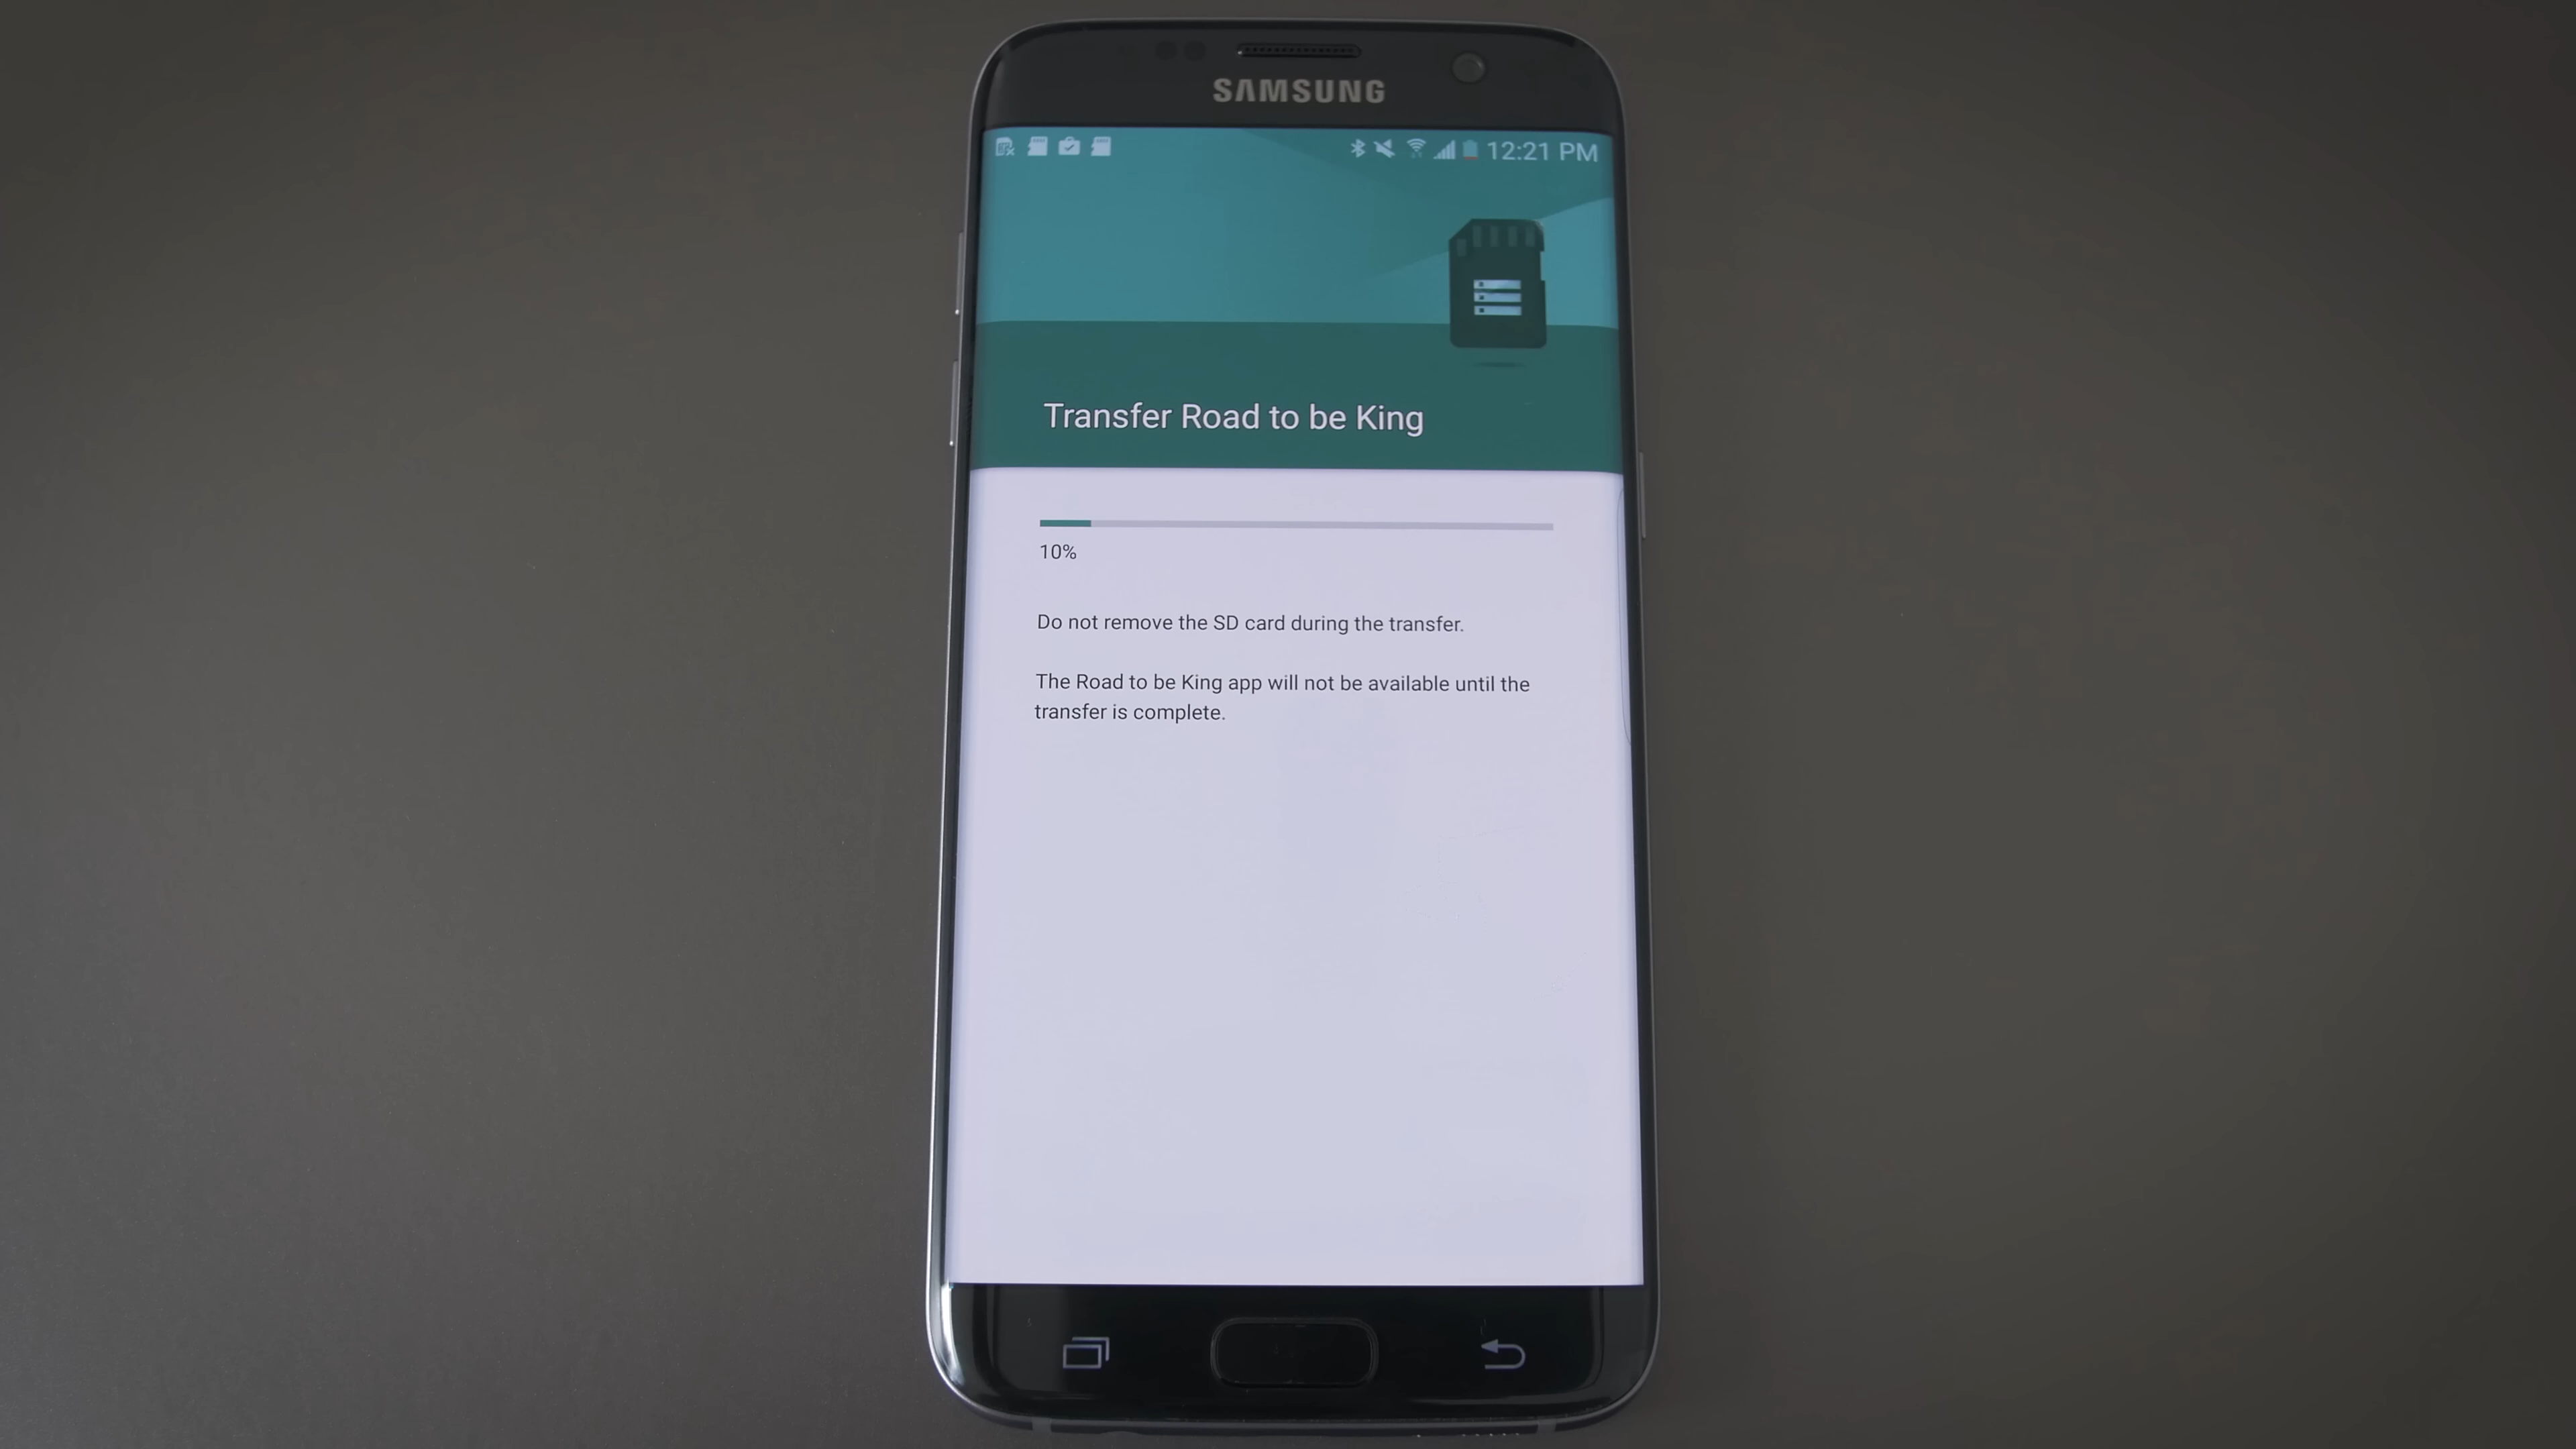 SAMSUNG
12:21 PM
Transfer Road to be King
10%
Do not remove the SD card during the transfer.
The Road to be King app will not be available until the
transfer is complete.